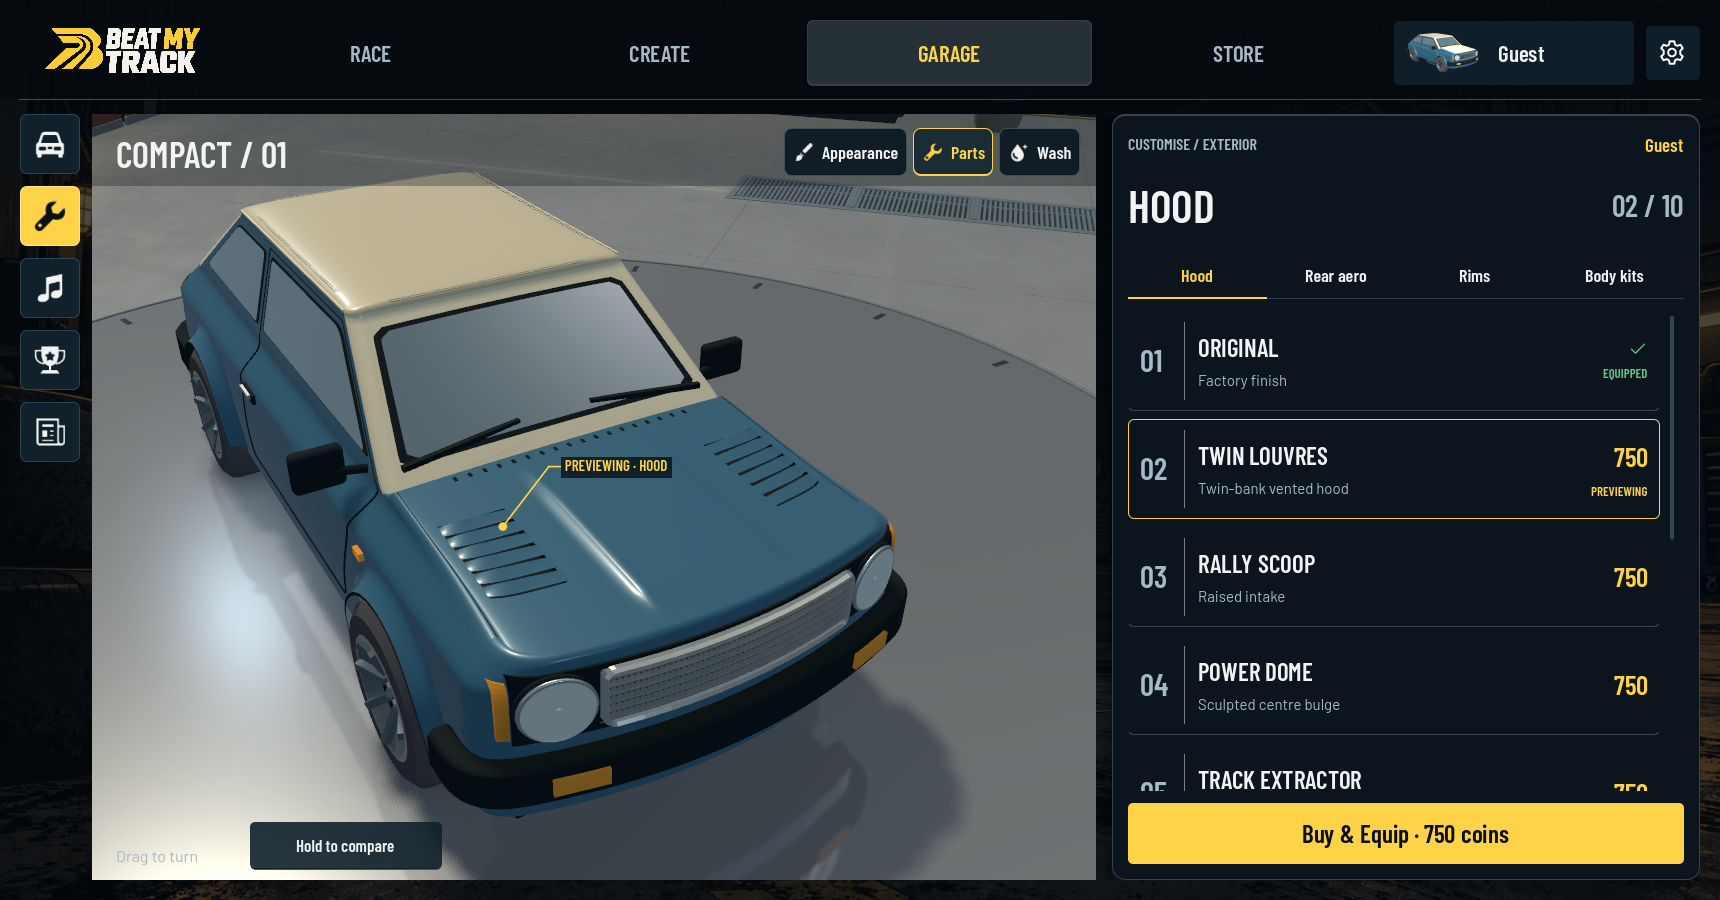 BEAT MY
TRACK
RACE
CREATE
GARAGE
STORE
Guest
COMPACT / 01
Appearance
Parts
Wash
PREVIEWING · HOOD
Drag to turn
Hold to compare
CUSTOMISE / EXTERIOR
Guest
HOOD
02 / 10
Hood
Rear aero
Rims
Body kits
01
ORIGINAL
Factory finish
EQUIPPED
02
TWIN LOUVRES
Twin-bank vented hood
750
PREVIEWING
03
RALLY SCOOP
Raised intake
750
04
POWER DOME
Sculpted centre bulge
750
05
TRACK EXTRACTOR
750
Buy & Equip · 750 coins